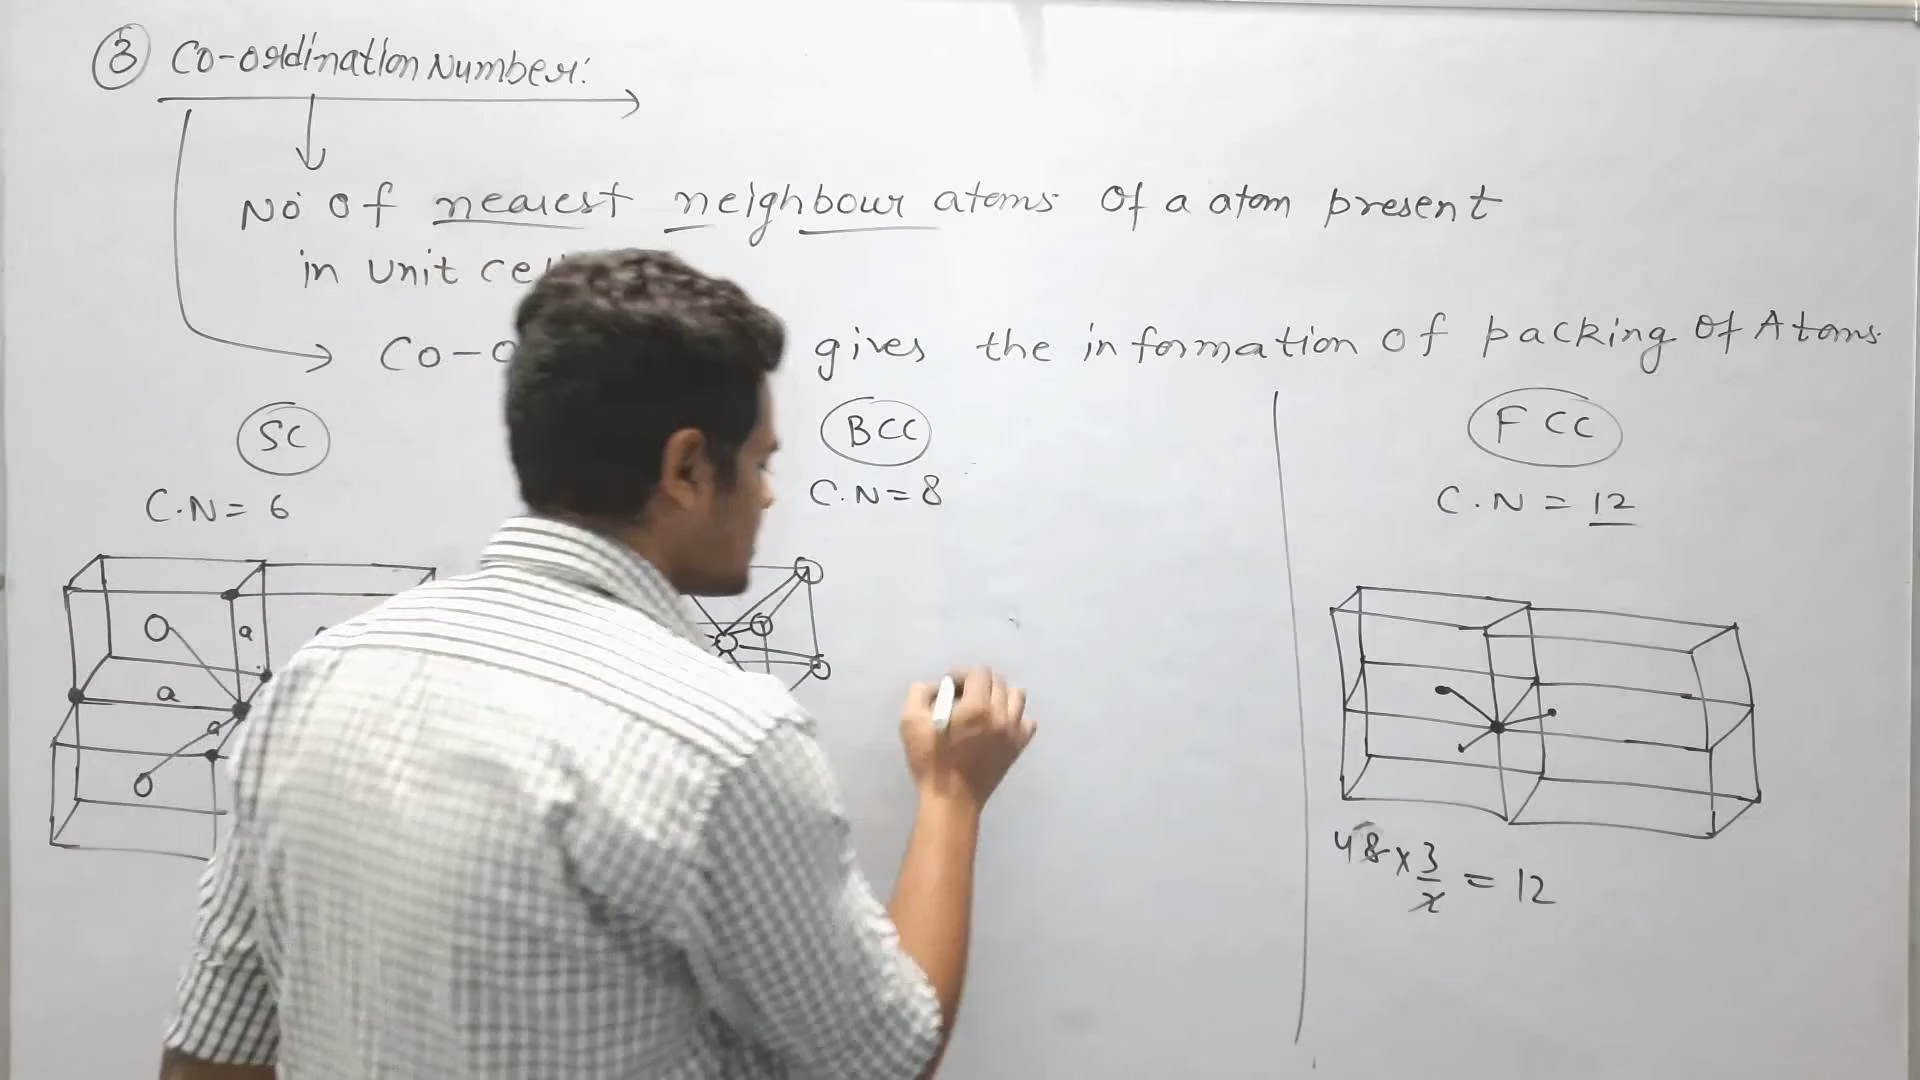 ③ Co-ordination Number:
No of nearest neighbour atoms of a atom present
in unit ce
Co-o gives the information of packing of Atoms
SC
BCC
FCC
C.N = 6
C.N = 8
C.N = 12
a
a
a
48 × 3/x = 12